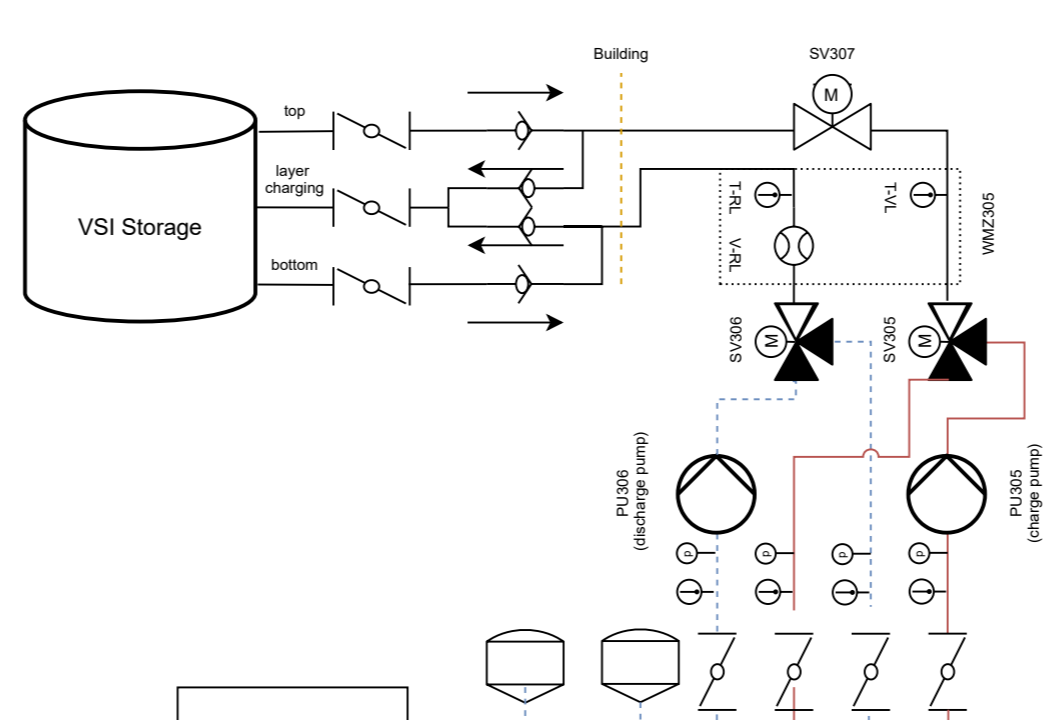 Building
SV307
M
top
layer
charging
VSI Storage
bottom
T-RL
V-RL
T-VL
WMZ305
SV306
M
SV305
M
PU306
(discharge pump)
PU305
(charge pump)
p
p
p
p